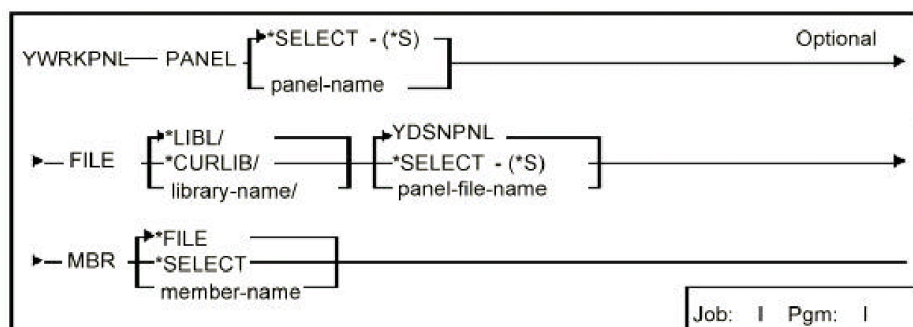 *SELECT - (*S)
Optional
YWRKPNL PANEL
panel-name
*LIBL/
YDSNPNL
FILE
*CURLIB/
*SELECT - (*S)
library-name/
panel-file-name
*FILE
MBR
*SELECT
member-name
Job: I Pgm: I